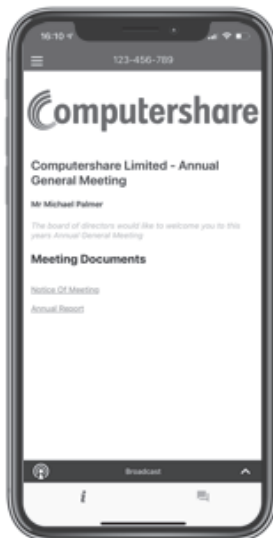 16:10
123-456-789
Computershare
Computershare Limited - Annual
General Meeting
Mr Michael Palmer
The board of directors would like to welcome you to this
years Annual General Meeting
Meeting Documents
Notice Of Meeting
Annual Report
Broadcast
i